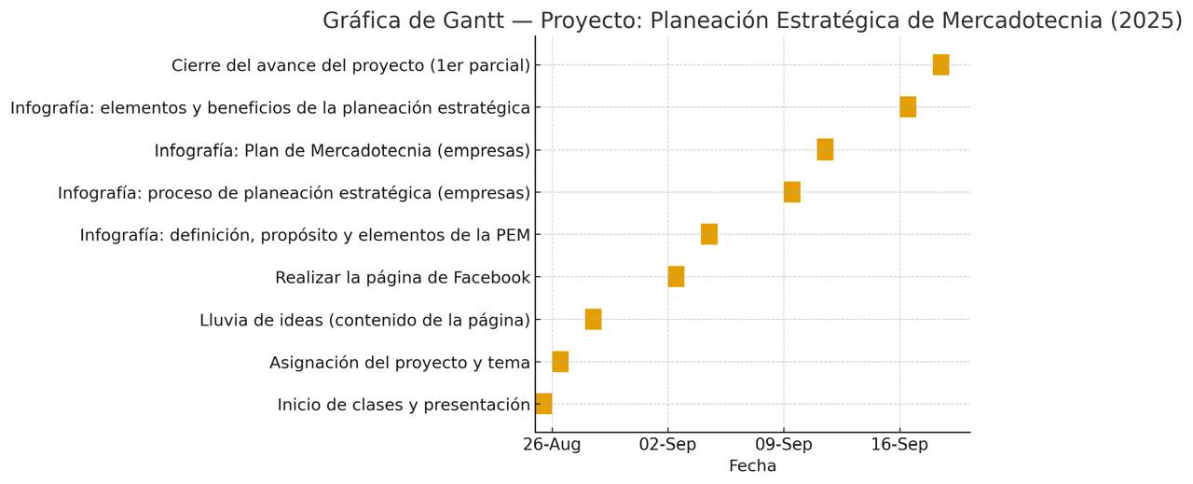 Gráfica de Gantt — Proyecto: Planeación Estratégica de Mercadotecnia (2025)
Cierre del avance del proyecto (1er parcial)
Infografía: elementos y beneficios de la planeación estratégica
Infografía: Plan de Mercadotecnia (empresas)
Infografía: proceso de planeación estratégica (empresas)
Infografía: definición, propósito y elementos de la PEM
Realizar la página de Facebook
Lluvia de ideas (contenido de la página)
Asignación del proyecto y tema
Inicio de clases y presentación
26-Aug 02-Sep 09-Sep 16-Sep
Fecha